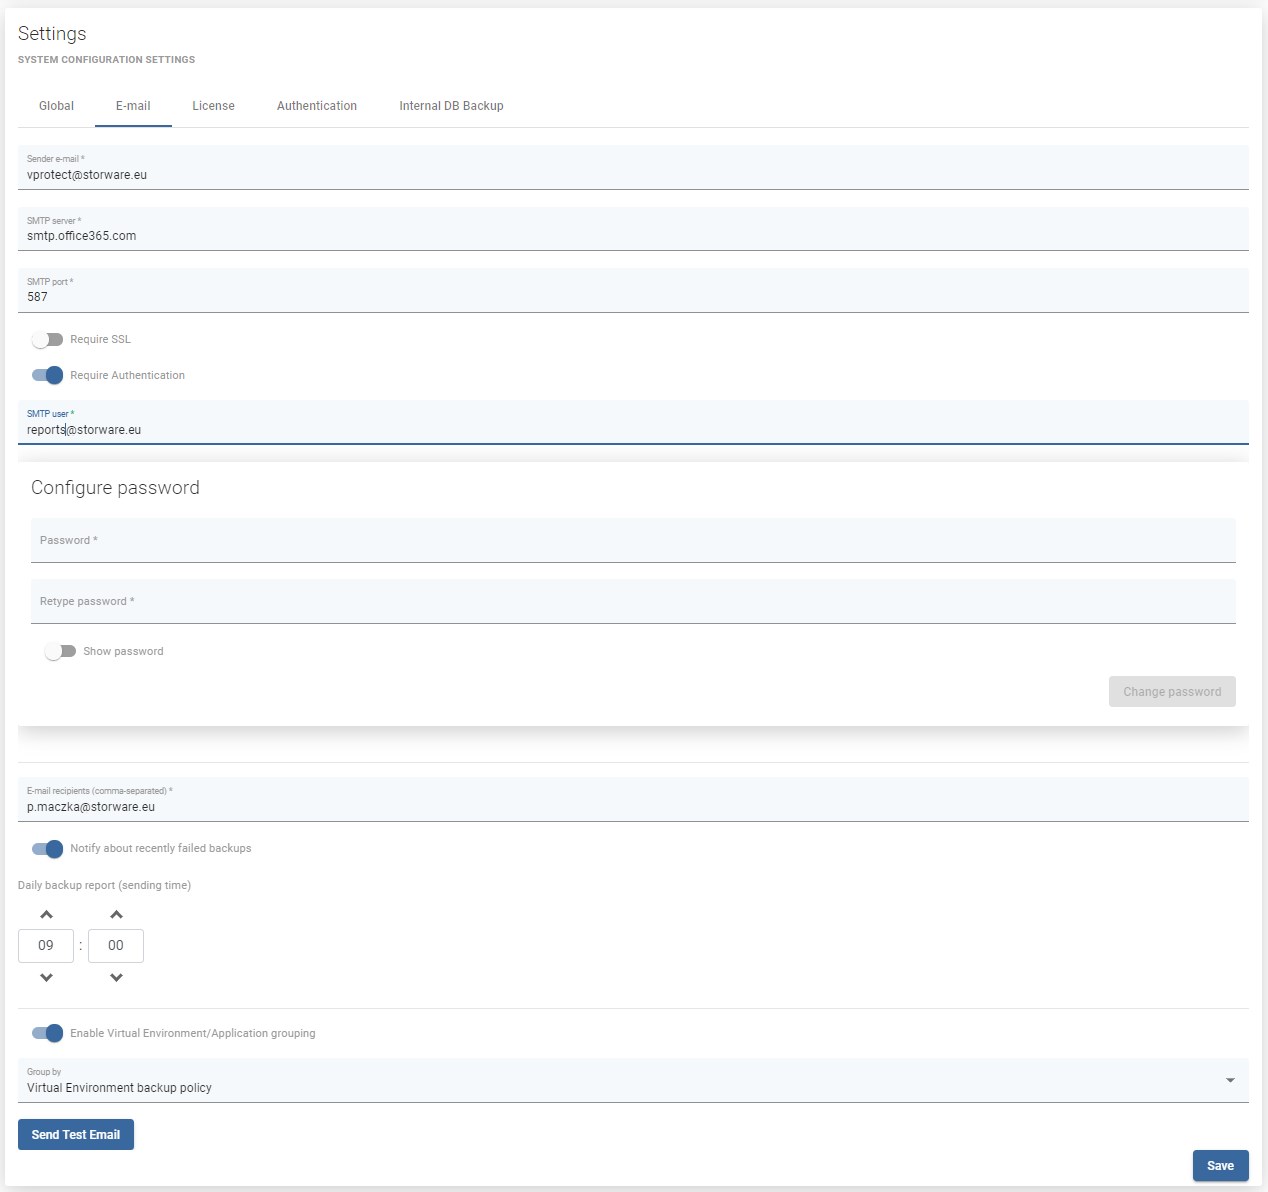 Settings
SYSTEM CONFIGURATION SETTINGS
Global E-mail License Authentication Internal DB Backup
Sender e-mail *
vprotect@storware.eu
SMTP server *
smtp.office365.com
SMTP port *
587
Require SSL
Require Authentication
SMTP user *
reports@storware.eu
Configure password
Password *
Retype password *
Show password
Change password
E-mail recipients (comma-separated) *
p.maczka@storware.eu
Notify about recently failed backups
Daily backup report (sending time)
09 : 00
Enable Virtual Environment/Application grouping
Group by
Virtual Environment backup policy
Send Test Email
Save